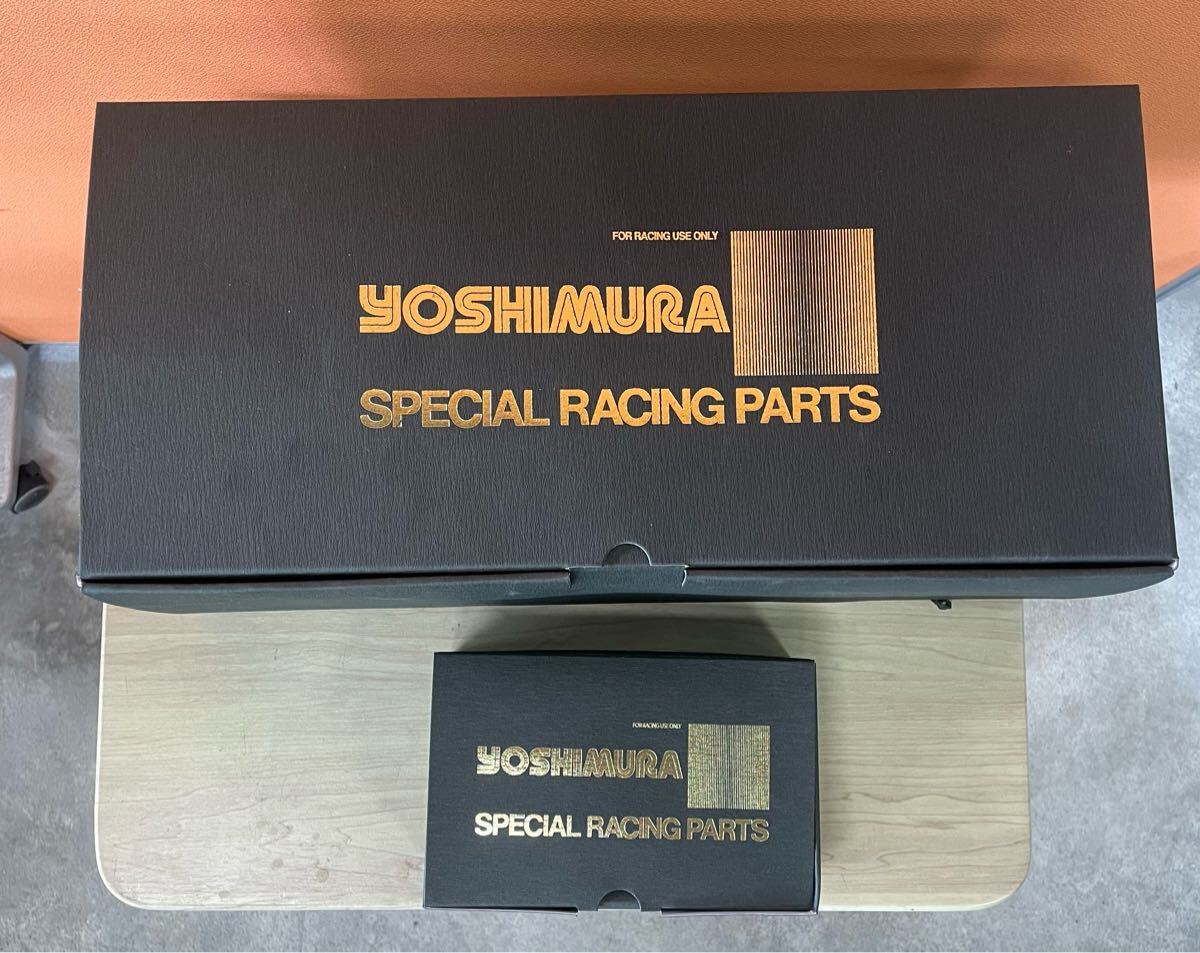 FOR RACING USE ONLY
YOSHIMURA
SPECIAL RACING PARTS
FOR RACING USE ONLY
YOSHIMURA
SPECIAL RACING PARTS